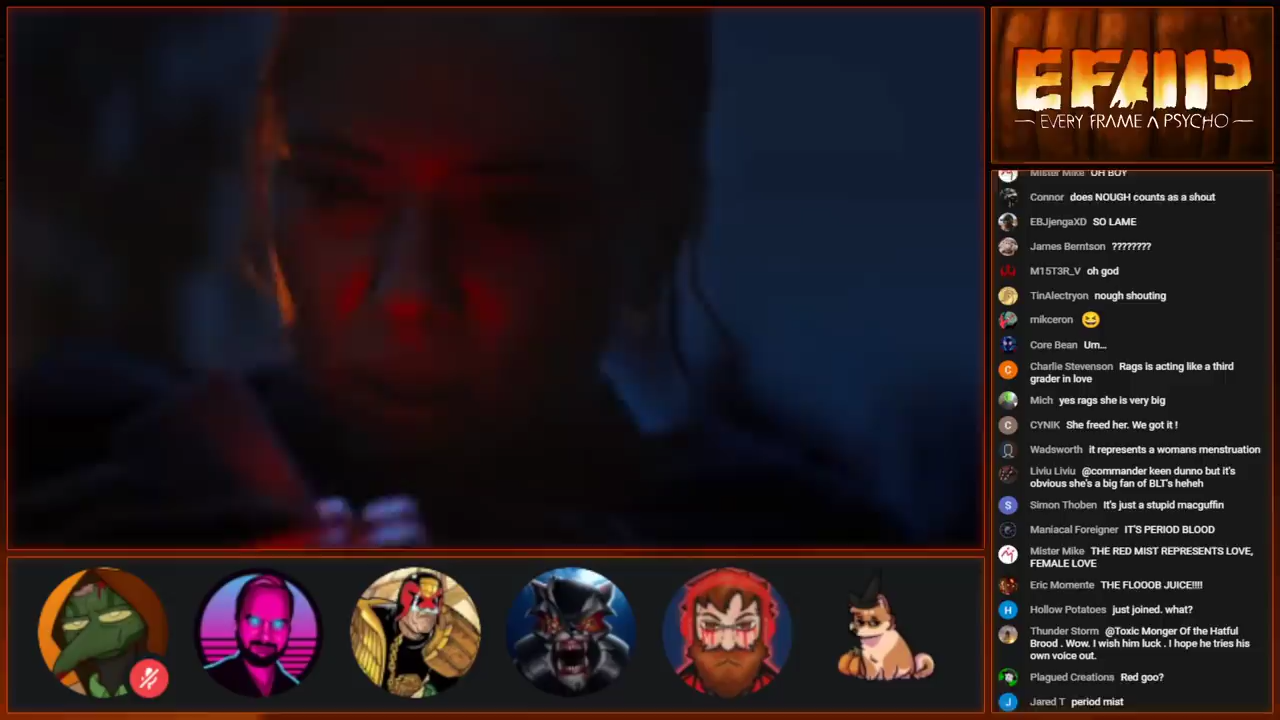 EFAP
EVERY FRAME A PSYCHO
Mister Mike UH BUY
Connor does NOUGH counts as a shout
EBJjengaXD SO LAME
James Berntson ????????
M15T3R_V oh god
TinAlectryon nough shouting
mikceron 😆
Core Bean Um...
Charlie Stevenson Rags is acting like a third
grader in love
Mich yes rags she is very big
CYNIK She freed her. We got it !
Wadsworth it represents a womans menstruation
Liviu Liviu @commander keen dunno but it's
obvious she's a big fan of BLT's heheh
Simon Thoben It's just a stupid macguffin
Maniacal Foreigner IT'S PERIOD BLOOD
Mister Mike THE RED MIST REPRESENTS LOVE,
FEMALE LOVE
Eric Momente THE FLOOOB JUICE!!!!
Hollow Potatoes just joined. what?
Thunder Storm @Toxic Monger Of the Hatful
Brood . Wow. I wish him luck . I hope he tries his
own voice out.
Plagued Creations Red goo?
Jared T period mist